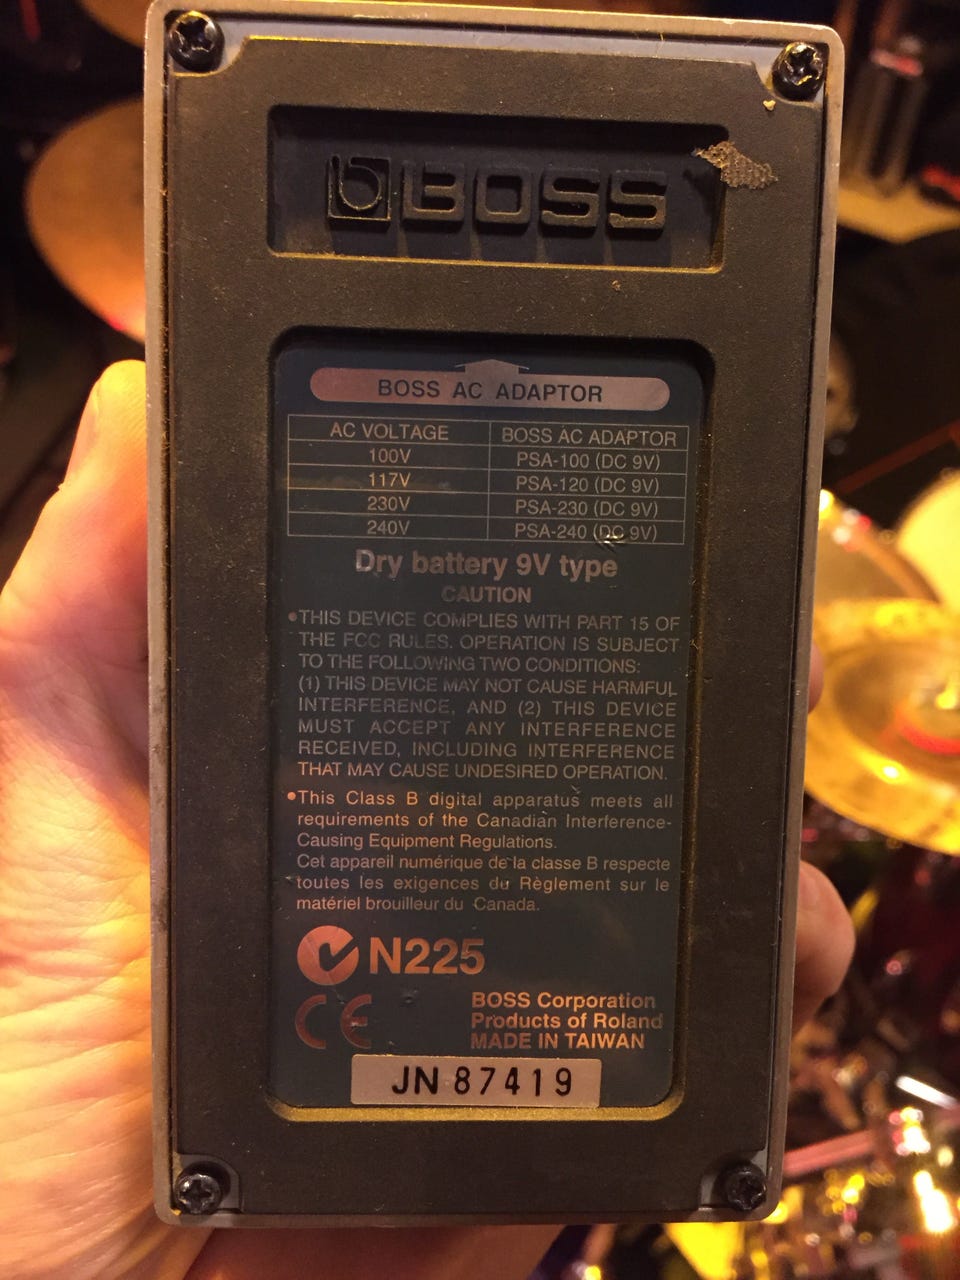 BOSS
BOSS AC ADAPTOR
AC VOLTAGE BOSS AC ADAPTOR
100V PSA-100 (DC 9V)
117V PSA-120 (DC 9V)
230V PSA-230 (DC 9V)
240V PSA-240 (DC 9V)
Dry battery 9V type
CAUTION
•THIS DEVICE COMPLIES WITH PART 15 OF
THE FCC RULES. OPERATION IS SUBJECT
TO THE FOLLOWING TWO CONDITIONS:
(1) THIS DEVICE MAY NOT CAUSE HARMFUL
INTERFERENCE, AND (2) THIS DEVICE
MUST ACCEPT ANY INTERFERENCE
RECEIVED, INCLUDING INTERFERENCE
THAT MAY CAUSE UNDESIRED OPERATION.
•This Class B digital apparatus meets all
requirements of the Canadian Interference-
Causing Equipment Regulations.
Cet appareil numérique de la classe B respecte
toutes les exigences du Règlement sur le
matériel brouilleur du Canada.
N225
CE
BOSS Corporation
Products of Roland
MADE IN TAIWAN
JN 87419